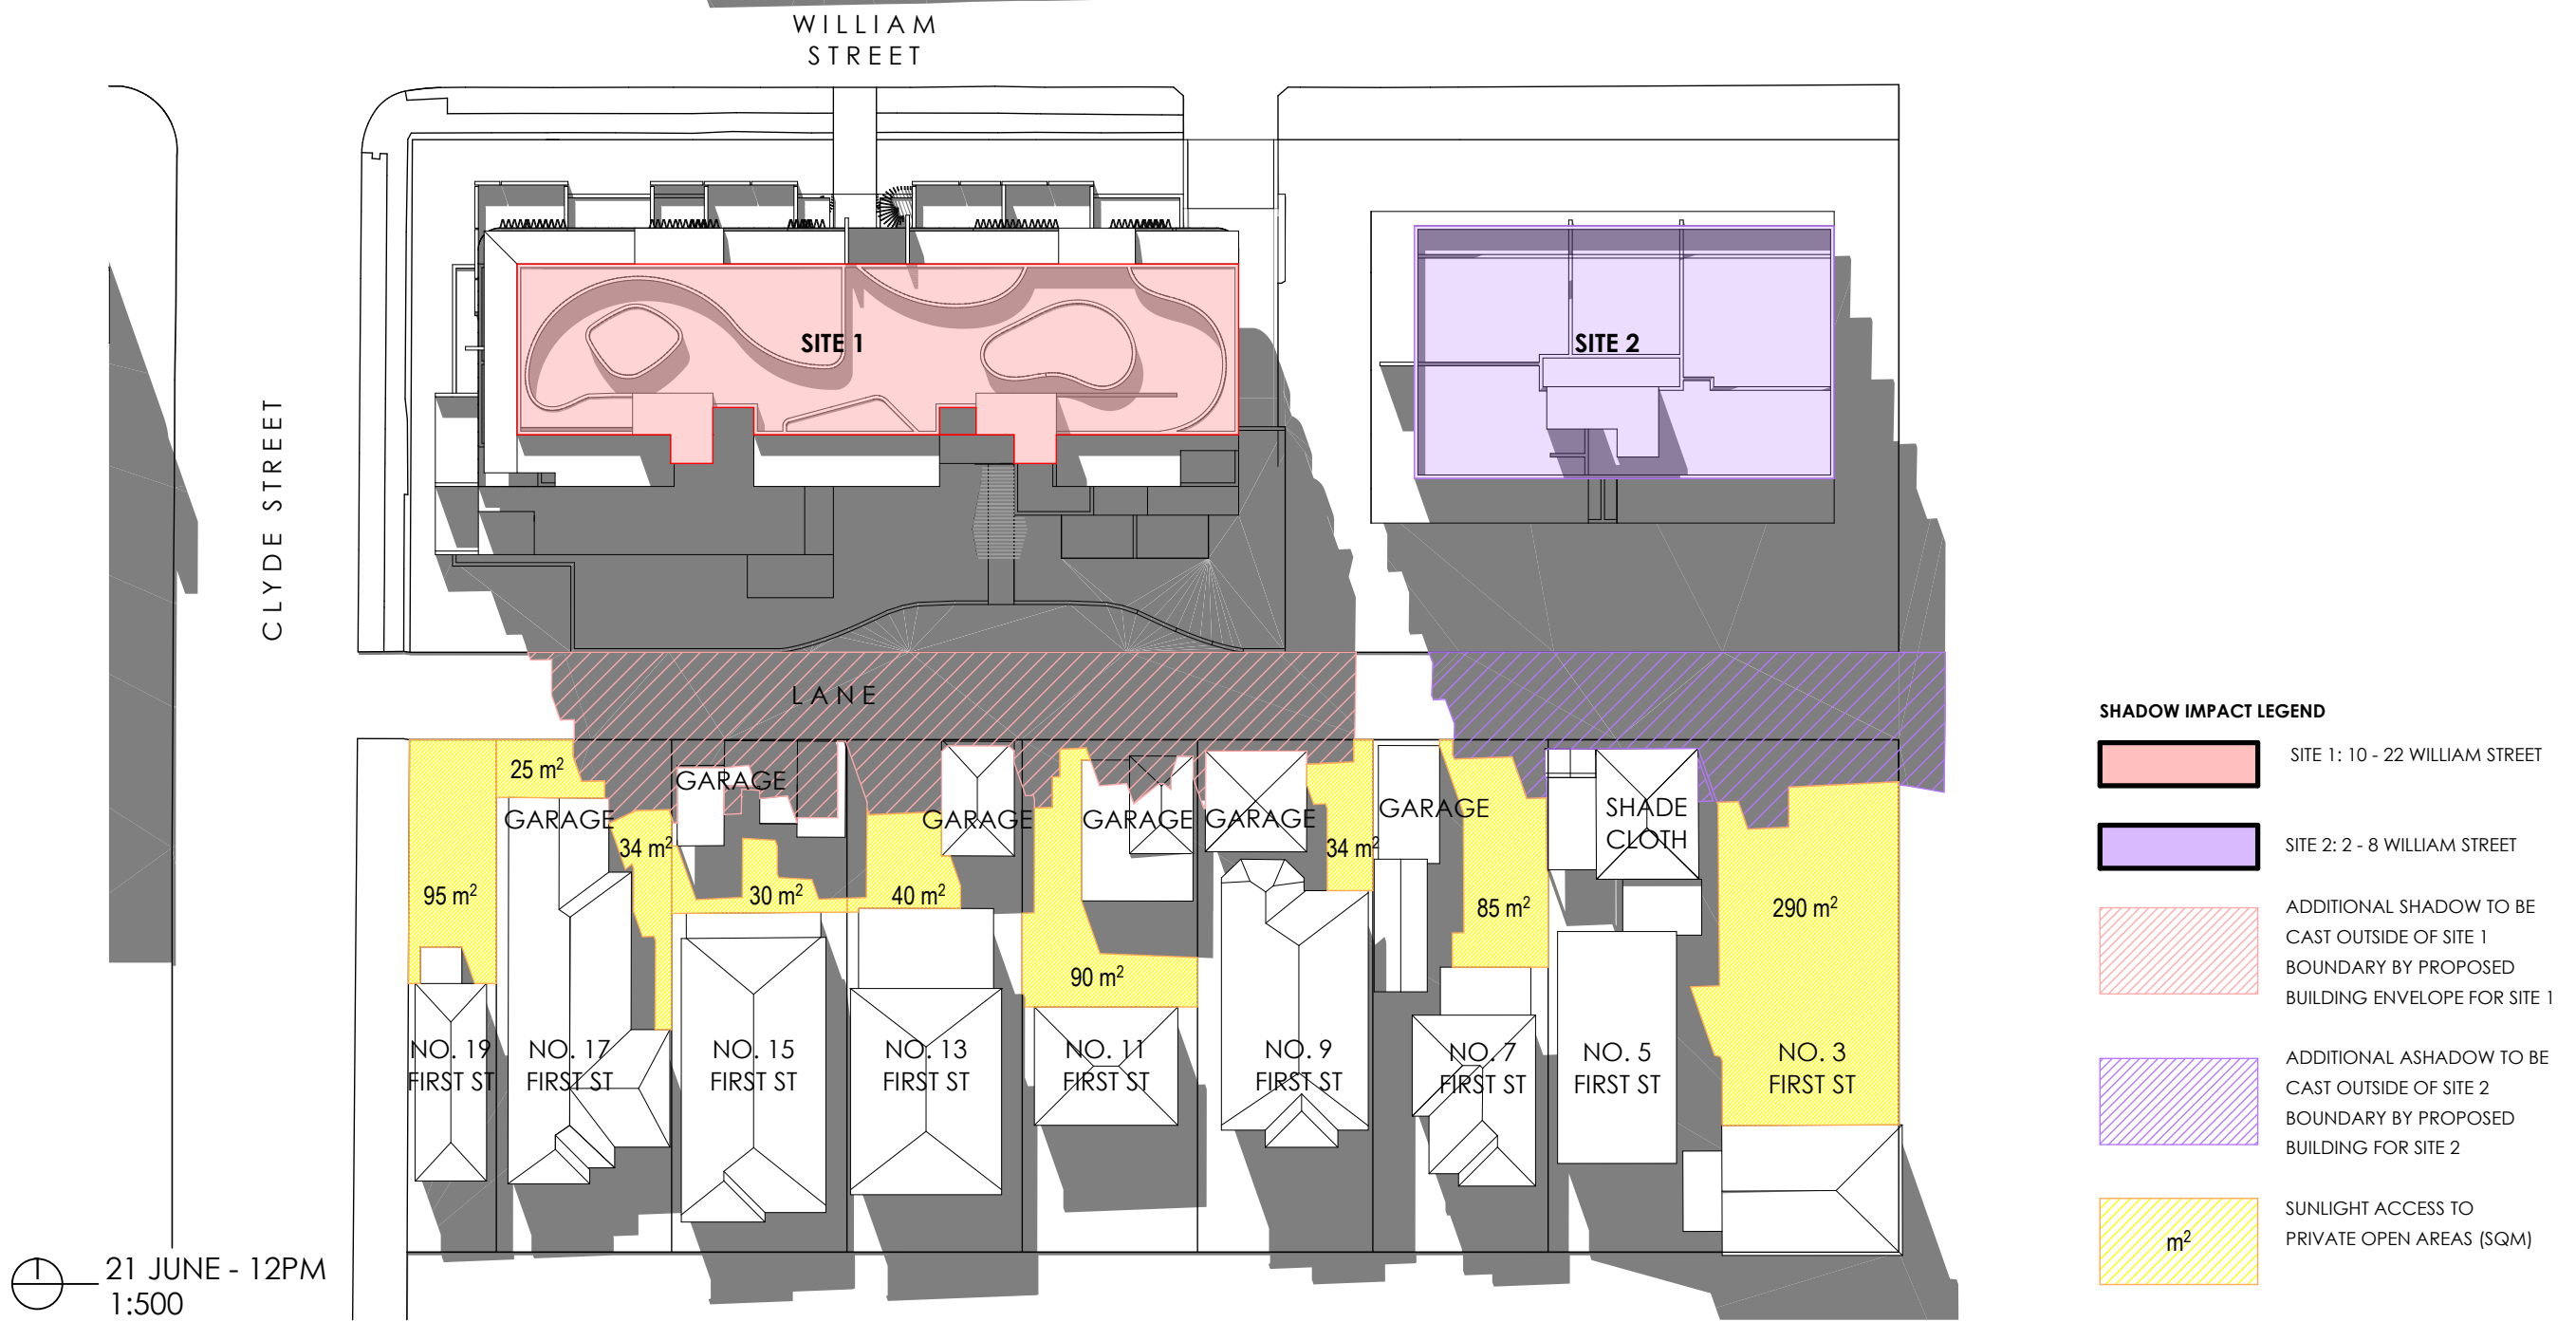 WILLIAM
STREET
CLYDE STREET
SITE 1
SITE 2
LANE
25 m²
GARAGE
GARAGE
34 m²
95 m²
30 m²
40 m²
GARAGE
GARAGE
GARAGE
34 m²
GARAGE
85 m²
SHADE
CLOTH
290 m²
90 m²
NO. 19
FIRST ST
NO. 17
FIRST ST
NO. 15
FIRST ST
NO. 13
FIRST ST
NO. 11
FIRST ST
NO. 9
FIRST ST
NO. 7
FIRST ST
NO. 5
FIRST ST
NO. 3
FIRST ST
SHADOW IMPACT LEGEND
SITE 1: 10 - 22 WILLIAM STREET
SITE 2: 2 - 8 WILLIAM STREET
ADDITIONAL SHADOW TO BE
CAST OUTSIDE OF SITE 1
BOUNDARY BY PROPOSED
BUILDING ENVELOPE FOR SITE 1
ADDITIONAL ASHADOW TO BE
CAST OUTSIDE OF SITE 2
BOUNDARY BY PROPOSED
BUILDING FOR SITE 2
m²
SUNLIGHT ACCESS TO
PRIVATE OPEN AREAS (SQM)
1
21 JUNE - 12PM
1:500